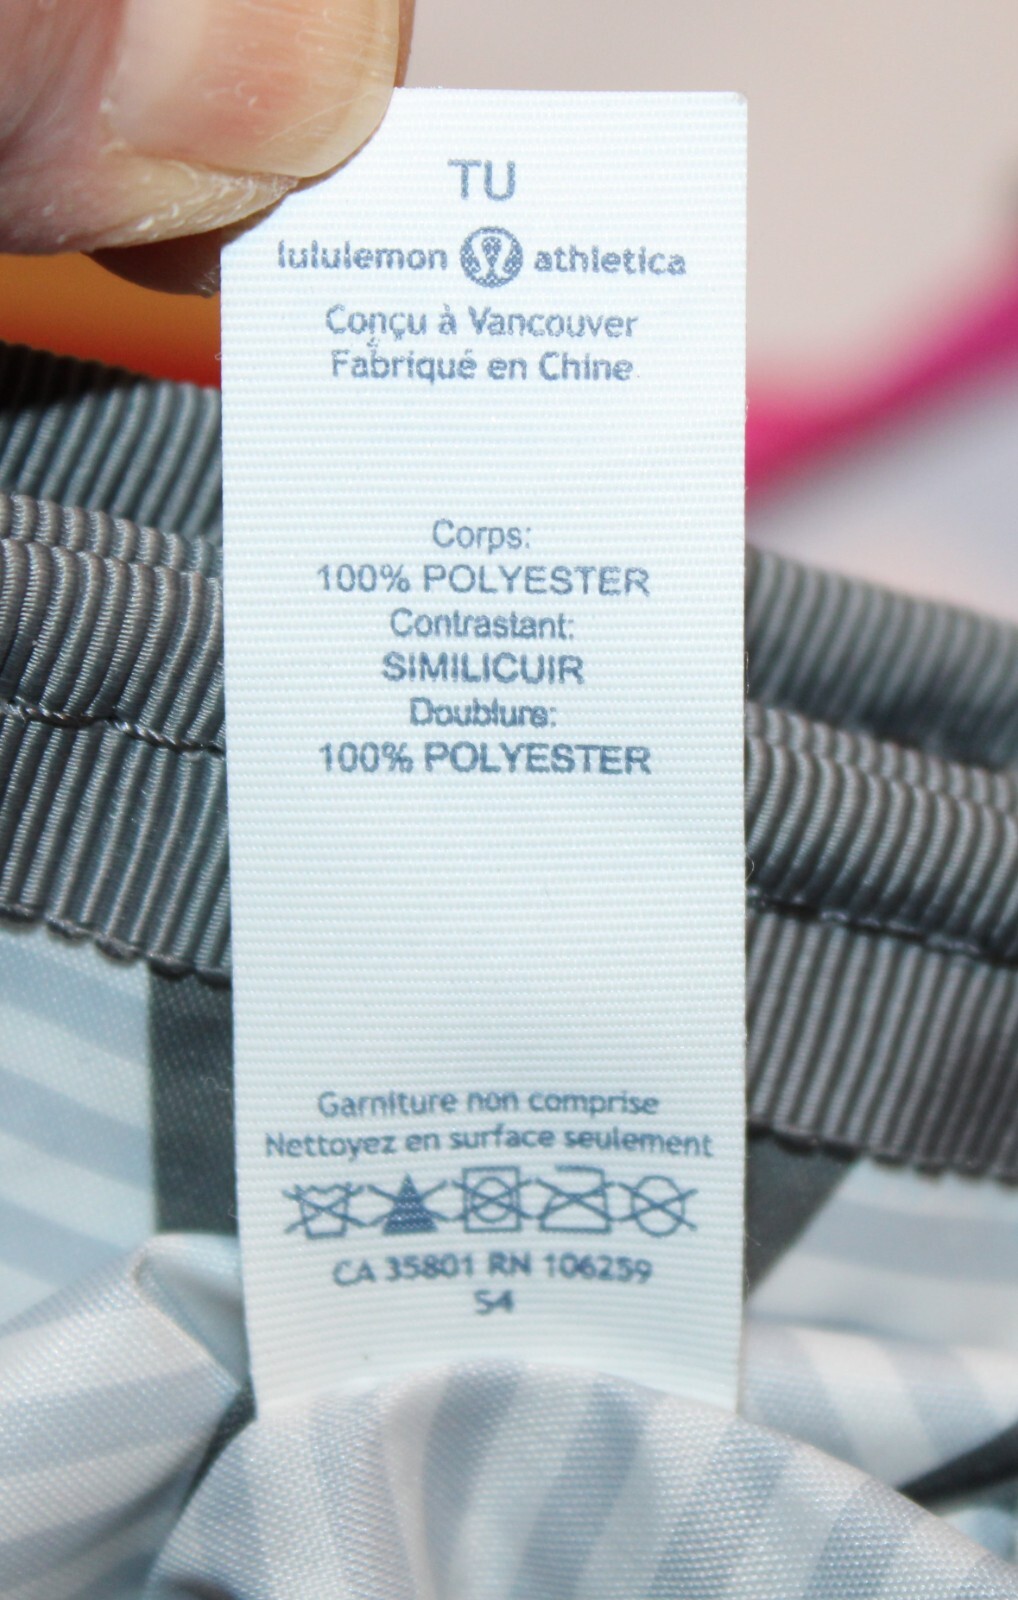 TU
lululemon athletica
Conçu à Vancouver
Fabriqué en Chine
Corps:
100% POLYESTER
Contrastant:
SIMILICUIR
Doublure:
100% POLYESTER
Garniture non comprise
Nettoyez en surface seulement
CA 35801 RN 106259
S4